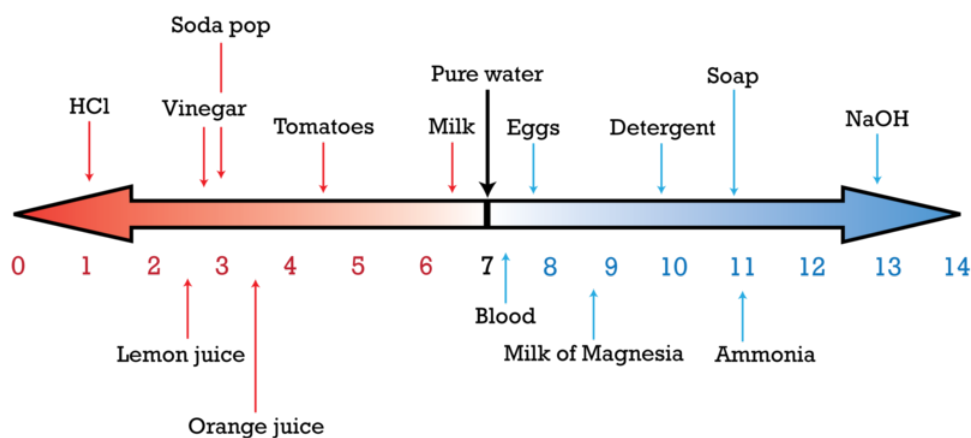 Soda pop
Pure water
Soap
HCl
Vinegar
Tomatoes
Milk
Eggs
Detergent
NaOH
0 1 2 3 4 5 6 7 8 9 10 11 12 13 14
Blood
Lemon juice
Milk of Magnesia
Ammonia
Orange juice